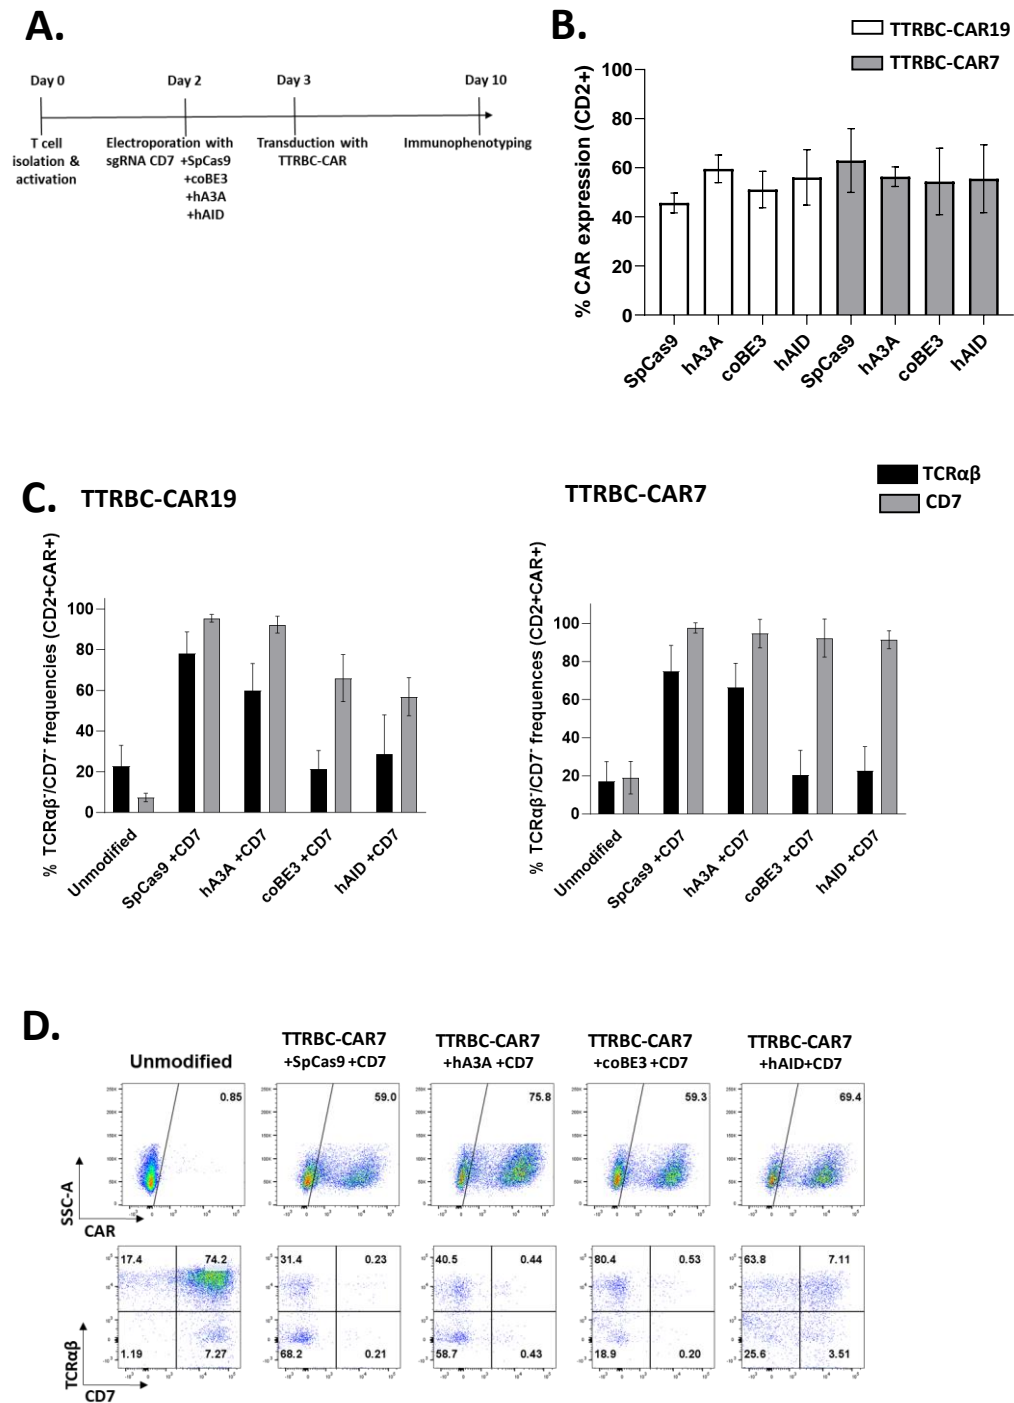 A.
Day 0
Day 2
Day 3
Day 10
T cell
isolation &
activation
Electroporation with
sgRNA CD7 +SpCas9
+coBE3
+hA3A
+hAID
Transduction with
TTRBC-CAR
Immunophenotyping
B.
TTRBC-CAR19
TTRBC-CAR7
% CAR expression (CD2+)
100
80
60
40
20
0
SpCas9
hA3A
coBE3
hAID
SpCas9
hA3A
coBE3
hAID
C.
TTRBC-CAR19
TTRBC-CAR7
TCRαβ
CD7
% TCRαβ⁻/CD7⁻ frequencies (CD2+CAR+)
100
80
60
40
20
0
Unmodified
SpCas9 +CD7
hA3A +CD7
coBE3 +CD7
hAID +CD7
% TCRαβ⁻/CD7⁻ frequencies (CD2+CAR+)
100
80
60
40
20
0
Unmodified
SpCas9 +CD7
hA3A +CD7
coBE3 +CD7
hAID +CD7
D.
Unmodified
TTRBC-CAR7
+SpCas9 +CD7
TTRBC-CAR7
+hA3A +CD7
TTRBC-CAR7
+coBE3 +CD7
TTRBC-CAR7
+hAID+CD7
0.85
59.0
75.8
59.3
69.4
SSC-A
CAR
17.4 74.2
31.4 0.23
40.5 0.44
80.4 0.53
63.8 7.11
1.19 7.27
68.2 0.21
58.7 0.43
18.9 0.20
25.6 3.51
TCRαβ
CD7